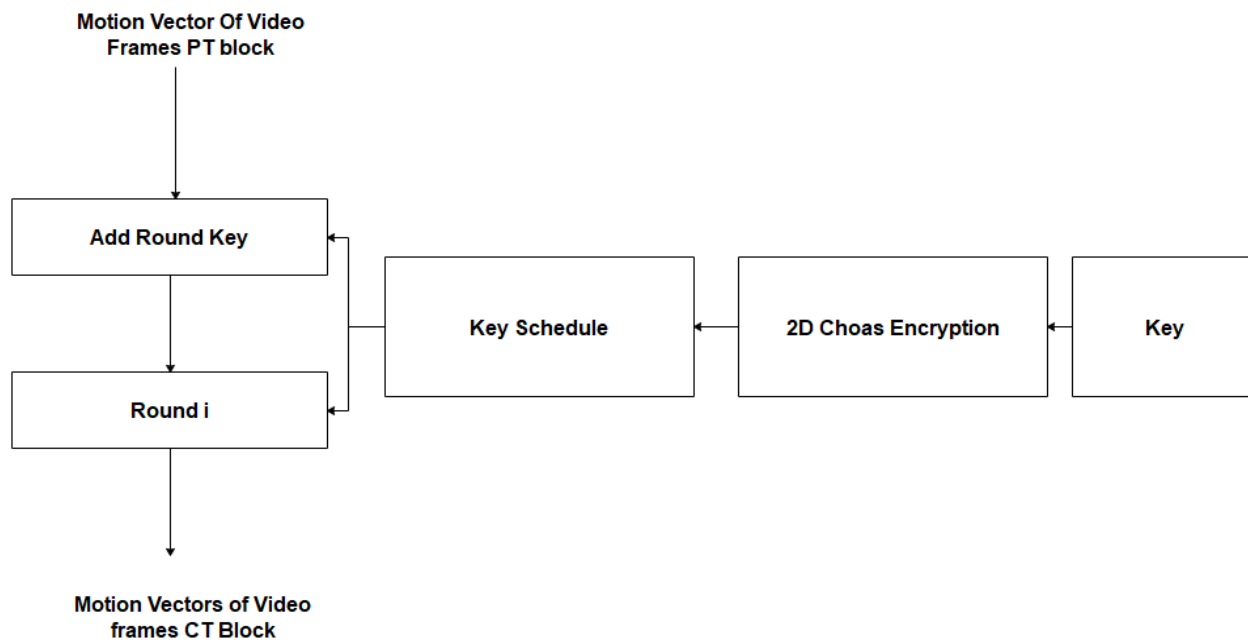 Motion Vector Of Video
Frames PT block
Add Round Key
Key Schedule
2D Choas Encryption
Key
Round i
Motion Vectors of Video
frames CT Block